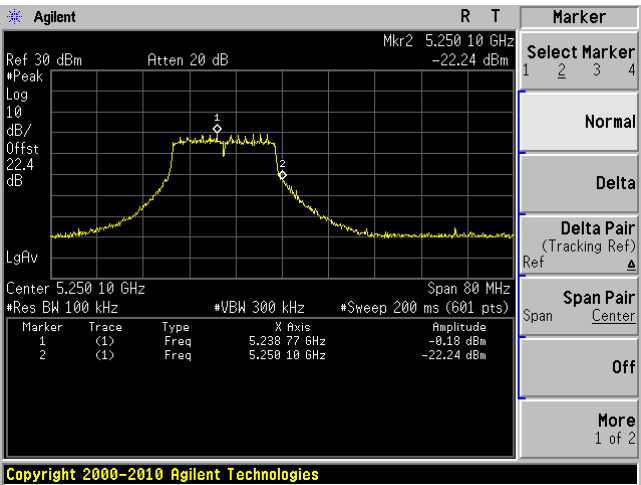 Agilent R T Marker
Mkr2 5.250 10 GHz
Ref 30 dBm Atten 20 dB -22.24 dBm
#Peak
Log
10
dB/
Offst
22.4
dB
LgAv
1
2
Center 5.250 10 GHz Span 80 MHz
#Res BW 100 kHz #VBW 300 kHz #Sweep 200 ms (601 pts)
Marker Trace Type X Axis Amplitude
1 (1) Freq 5.238 77 GHz -0.18 dBm
2 (1) Freq 5.250 10 GHz -22.24 dBm
Select Marker
1 2 3 4
Normal
Delta
Delta Pair
(Tracking Ref)
Ref Δ
Span Pair
Span Center
Off
More
1 of 2
Copyright 2000-2010 Agilent Technologies